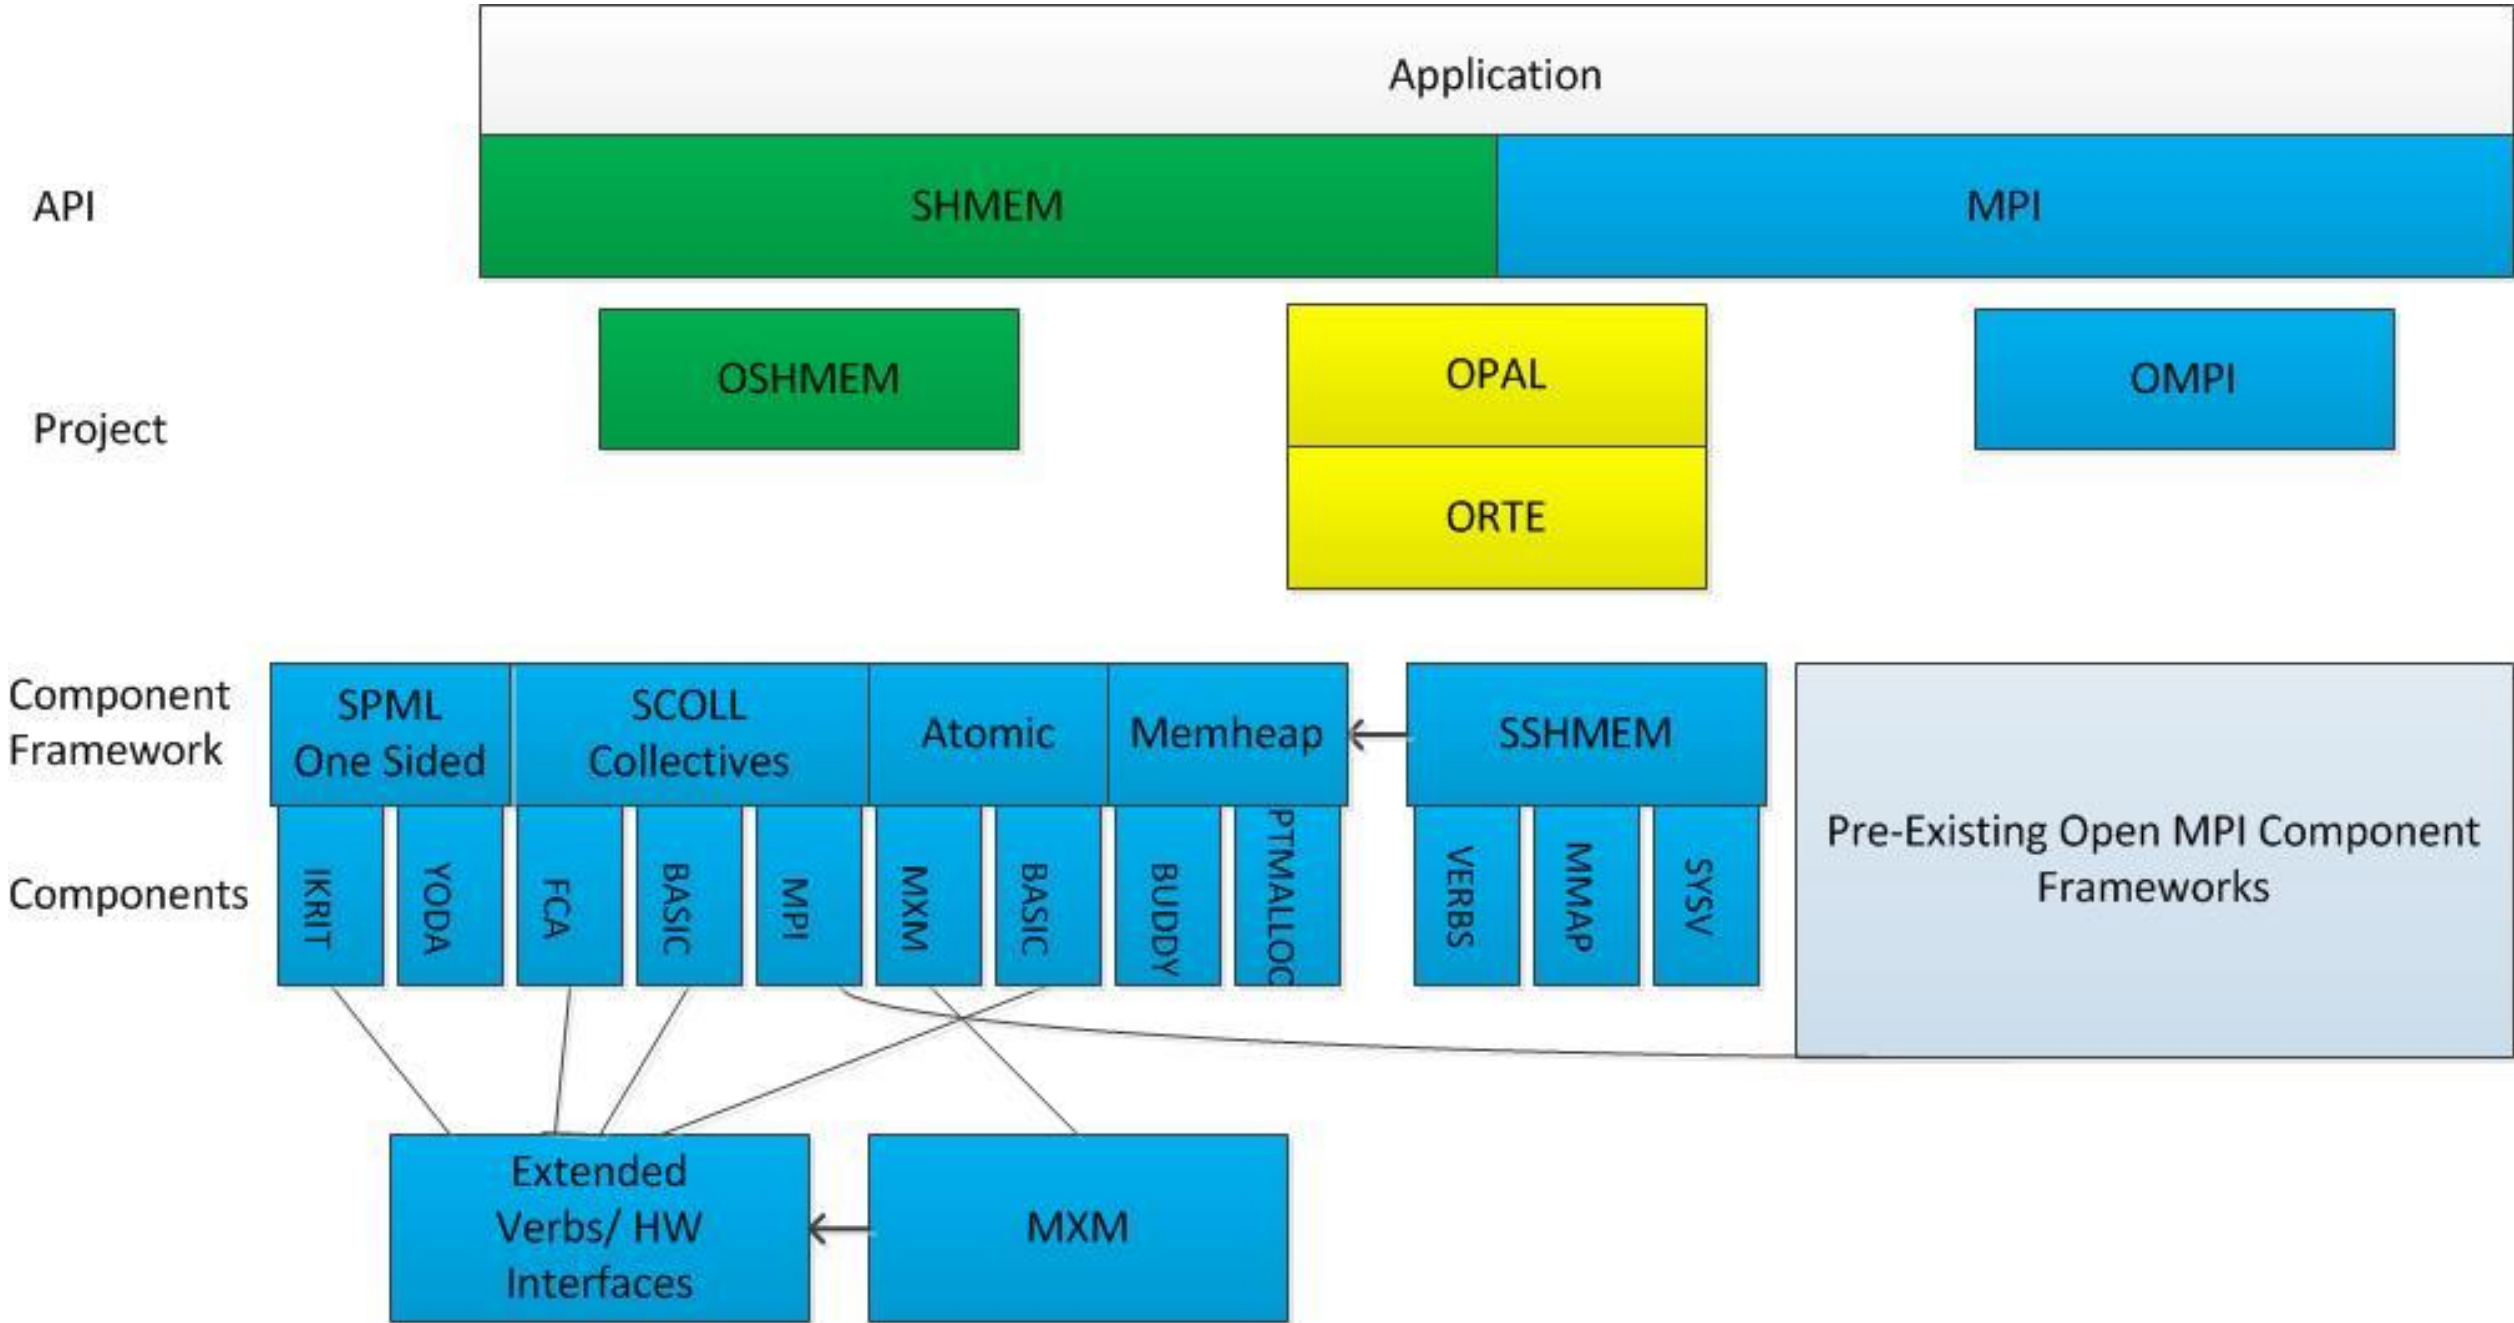 Application
API
SHMEM
MPI
OSHMEM
OPAL
OMPI
Project
ORTE
Component
Framework
SPML
One Sided
SCOLL
Collectives
Atomic
Memheap
SSHMEM
Pre-Existing Open MPI Component
Frameworks
Components
IKRIT
YODA
FCA
BASIC
MPI
MXM
BASIC
BUDDY
PTMALLOC
VERBS
MMAP
SYSV
Extended
Verbs/ HW
Interfaces
MXM